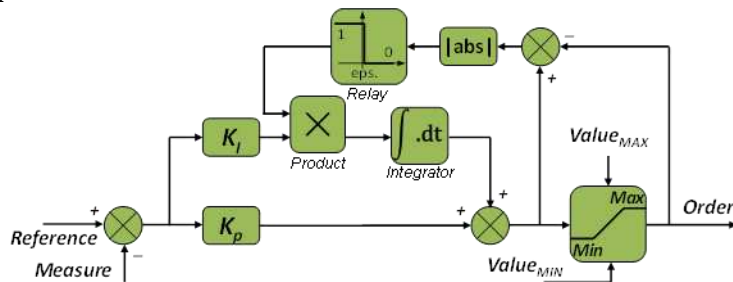 1
0
eps.
Relay
|abs|
−
+
K_I
×
Product
∫ .dt
Integrator
Value_MAX
+
Reference
−
Measure
K_p
+
+
Max
Min
Order
Value_MIN